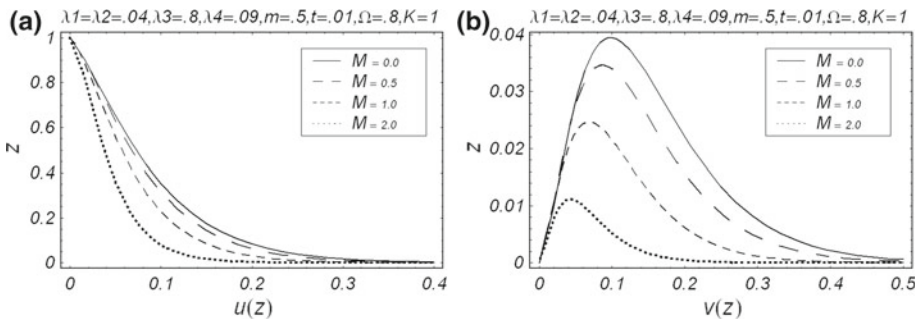 λ1=λ2=.04,λ3=.8,λ4=.09,m=.5,t=.01,Ω=.8,K=1
(a)
M = 0.0
M = 0.5
M = 1.0
M = 2.0
1
0.8
0.6
0.4
0.2
0
z
0 0.1 0.2 0.3 0.4
u(z)
λ1=λ2=.04,λ3=.8,λ4=.09,m=.5,t=.01,Ω=.8,K=1
(b)
M = 0.0
M = 0.5
M = 1.0
M = 2.0
0.04
0.03
0.02
0.01
0
z
0 0.1 0.2 0.3 0.4 0.5
v(z)